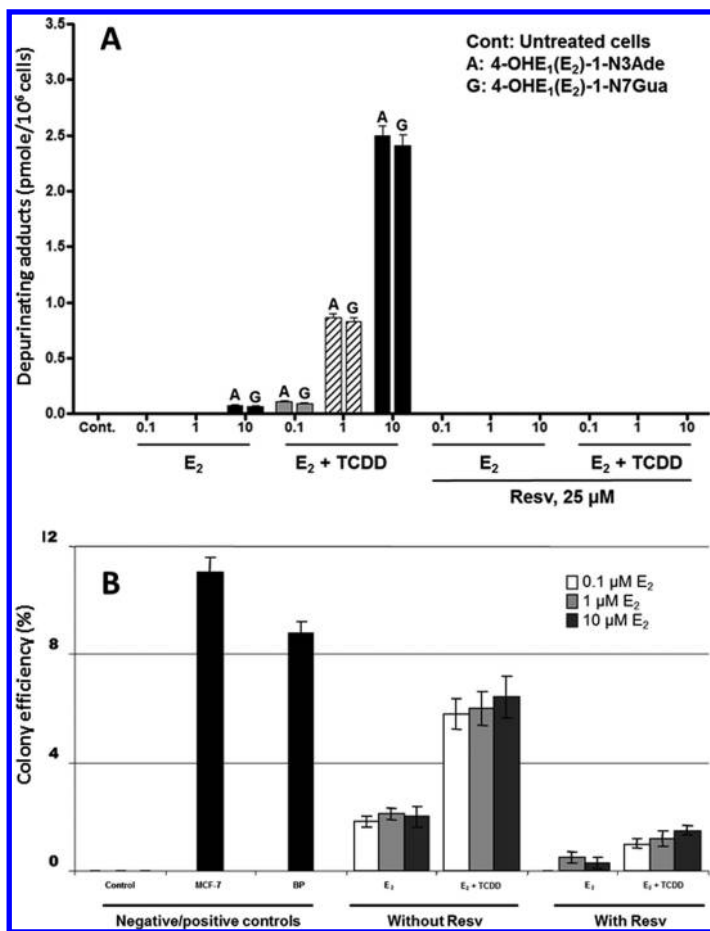 A
Cont: Untreated cells
A: 4-OHE₁(E₂)-1-N3Ade
G: 4-OHE₁(E₂)-1-N7Gua
Depurinating adducts (pmole/10⁶ cells)
3.5
3.0
2.5
2.0
1.5
1.0
0.5
0.0
A G A G A G A G
Cont. 0.1 1 10 0.1 1 10 0.1 1 10 0.1 1 10
E₂ E₂ + TCDD E₂ E₂ + TCDD
Resv, 25 µM
B
0.1 µM E₂
1 µM E₂
10 µM E₂
Colony efficiency (%)
12
8
4
0
Control MCF-7 BP E₂ E₂ + TCDD E₂ E₂ + TCDD
Negative/positive controls Without Resv With Resv